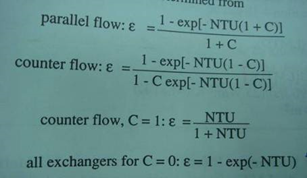 from
parallel flow: ε = 1 - exp[- NTU(1 + C)]
1 + C
counter flow: ε = 1 - exp[- NTU(1 - C)]
1 - C exp[- NTU(1 - C)]
counter flow, C = 1: ε = NTU
1 + NTU
all exchangers for C = 0: ε = 1 - exp(- NTU)